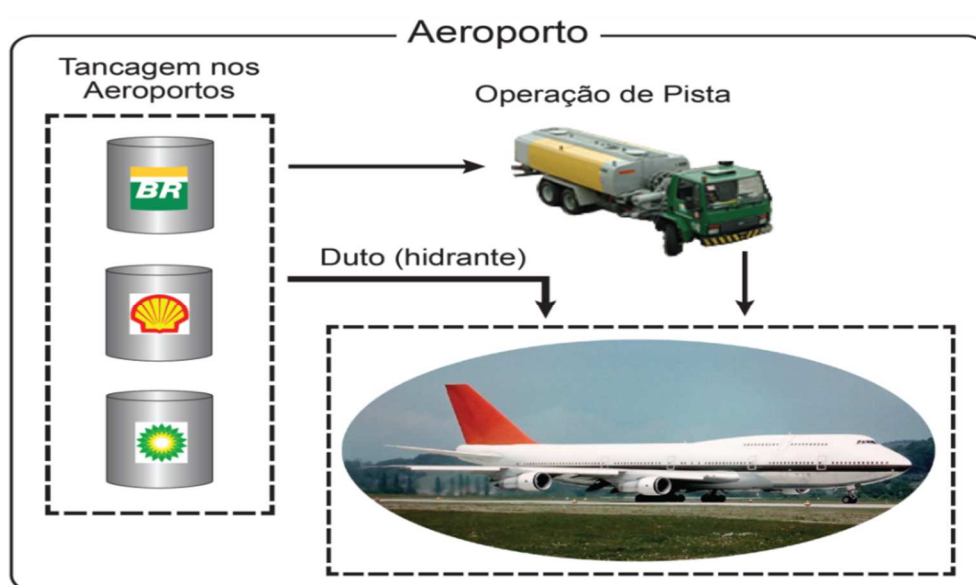 Aeroporto
Tancagem nos
Aeroportos
Operação de Pista
BR
Duto (hidrante)